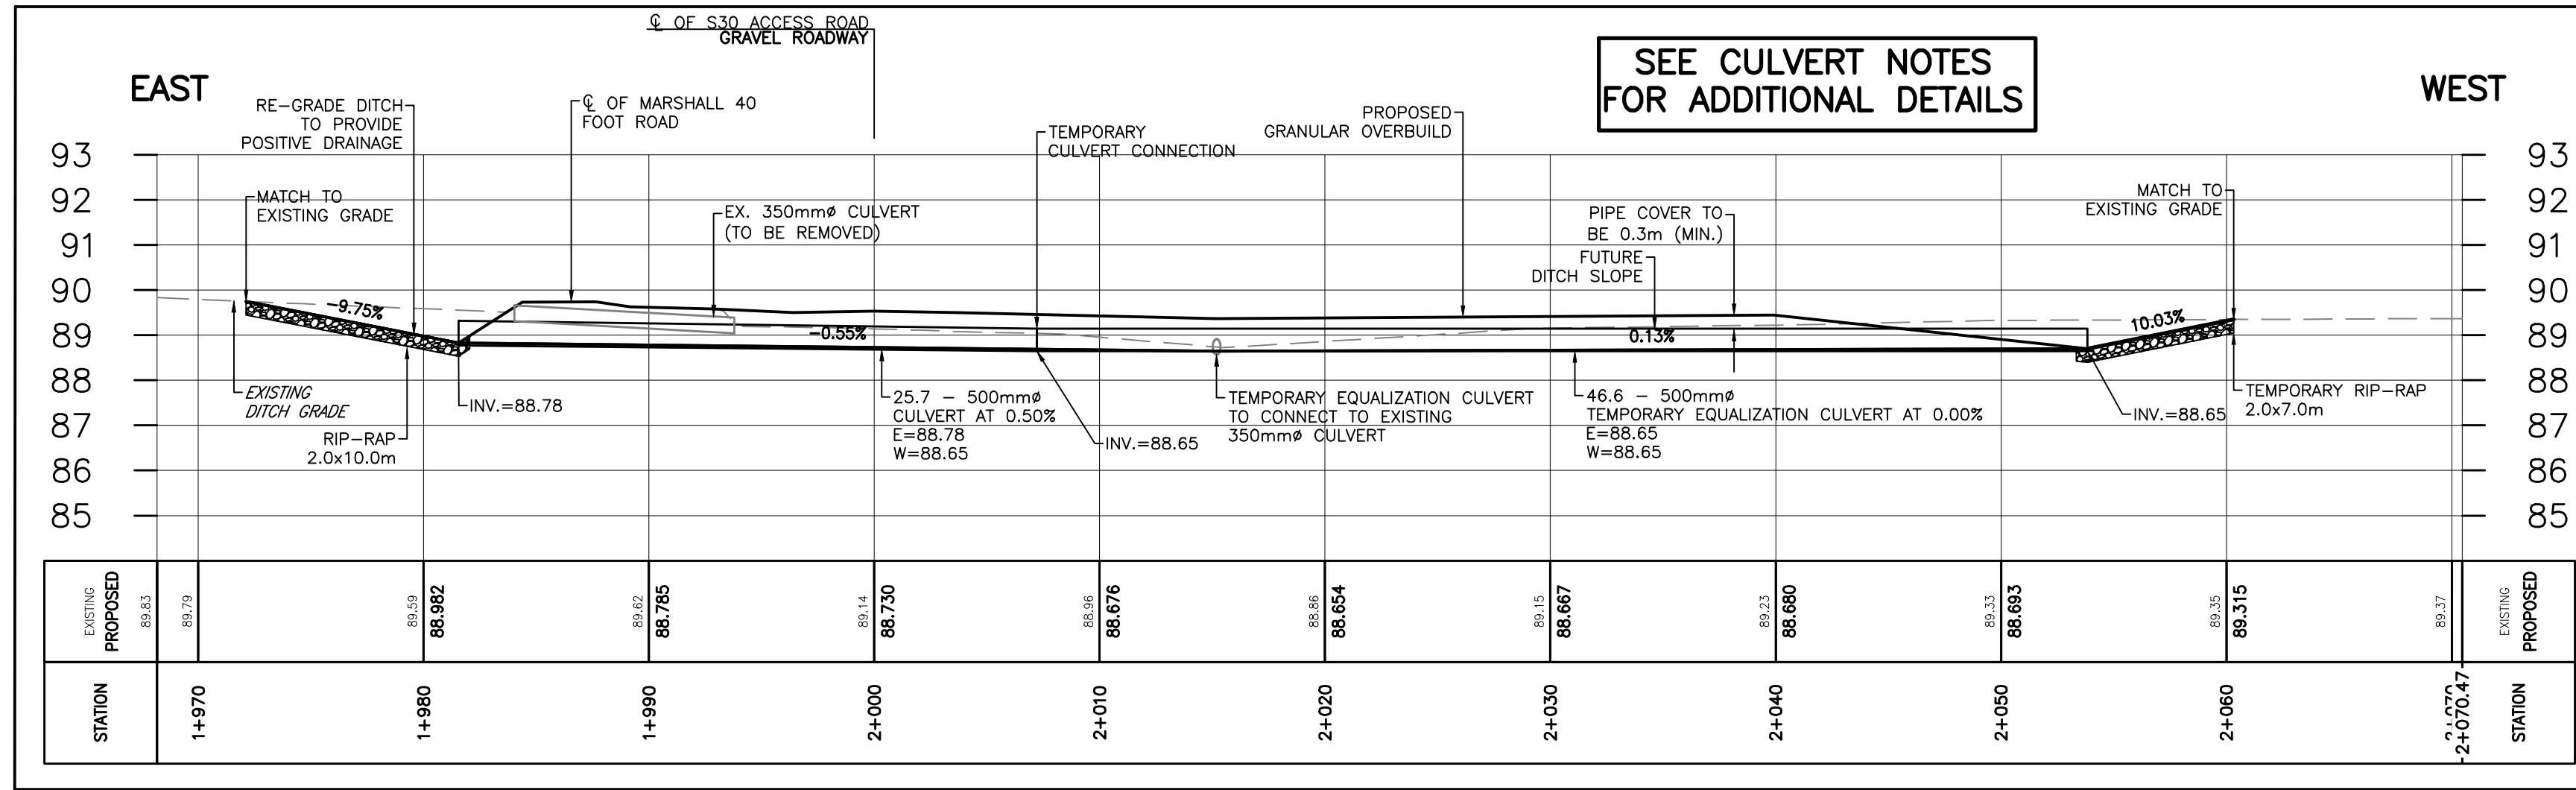 ℄ OF S30 ACCESS ROAD
GRAVEL ROADWAY
SEE CULVERT NOTES
FOR ADDITIONAL DETAILS
EAST
WEST
RE-GRADE DITCH
TO PROVIDE
POSITIVE DRAINAGE
℄ OF MARSHALL 40
FOOT ROAD
TEMPORARY
CULVERT CONNECTION
PROPOSED
GRANULAR OVERBUILD
MATCH TO
EXISTING GRADE
EX. 350mmø CULVERT
(TO BE REMOVED)
PIPE COVER TO
BE 0.3m (MIN.)
FUTURE
DITCH SLOPE
MATCH TO
EXISTING GRADE
93
92
91
90
89
88
87
86
85
93
92
91
90
89
88
87
86
85
-9.75%
-0.55%
0.13%
10.03%
EXISTING
DITCH GRADE
RIP-RAP
2.0x10.0m
INV.=88.78
25.7 - 500mmø
CULVERT AT 0.50%
E=88.78
W=88.65
INV.=88.65
TEMPORARY EQUALIZATION CULVERT
TO CONNECT TO EXISTING
350mmø CULVERT
46.6 - 500mmø
TEMPORARY EQUALIZATION CULVERT AT 0.00%
E=88.65
W=88.65
INV.=88.65
TEMPORARY RIP-RAP
2.0x7.0m
EXISTING
PROPOSED
89.83
89.79
89.59
88.982
89.62
88.785
89.14
88.730
88.96
88.676
88.86
88.654
89.15
88.667
89.23
88.680
89.33
88.693
89.35
89.315
89.37
EXISTING
PROPOSED
STATION
1+970
1+980
1+990
2+000
2+010
2+020
2+030
2+040
2+050
2+060
2+070.47
STATION